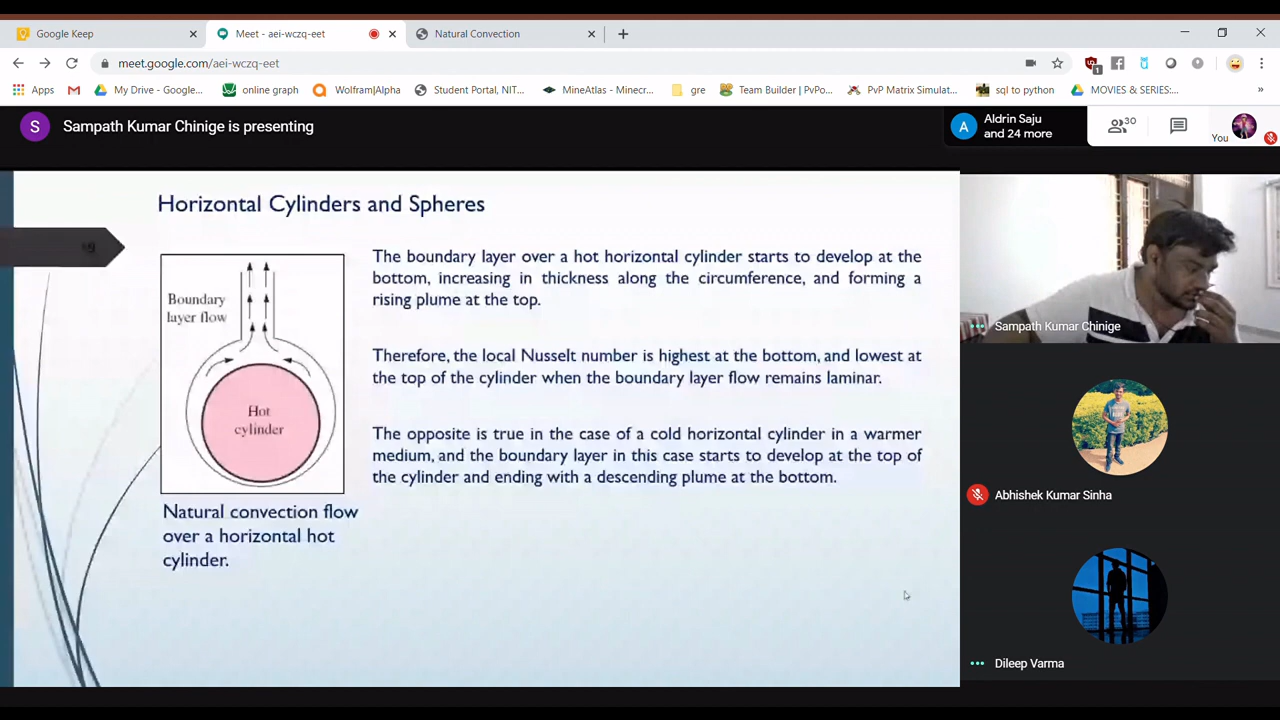 Google Keep
Meet - aei-wczq-eet
Natural Convection
meet.google.com/aei-wczq-eet
1
Apps
My Drive - Google...
online graph
Wolfram|Alpha
Student Portal, NIT...
MineAtlas - Minecr...
gre
Team Builder | PvPo...
PvP Matrix Simulat...
sql to python
MOVIES & SERIES:...
»
S
Sampath Kumar Chinige is presenting
A
Aldrin Saju
and 24 more
30
You
Horizontal Cylinders and Spheres
Boundary
layer flow
Hot
cylinder
Natural convection flow
over a horizontal hot
cylinder.
The boundary layer over a hot horizontal cylinder starts to develop at the
bottom, increasing in thickness along the circumference, and forming a
rising plume at the top.
Therefore, the local Nusselt number is highest at the bottom, and lowest at
the top of the cylinder when the boundary layer flow remains laminar.
The opposite is true in the case of a cold horizontal cylinder in a warmer
medium, and the boundary layer in this case starts to develop at the top of
the cylinder and ending with a descending plume at the bottom.
Sampath Kumar Chinige
Abhishek Kumar Sinha
Dileep Varma